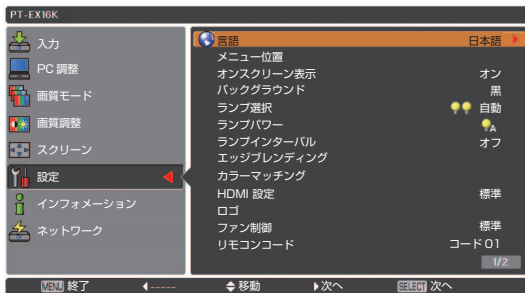 PT-EX16K
入力
PC 調整
画質モード
画質調整
スクリーン
設定
インフォメーション
ネットワーク
言語 日本語
メニュー位置
オンスクリーン表示 オン
バックグラウンド 黒
ランプ選択 自動
ランプパワー A
ランプインターバル オフ
エッジブレンディング
カラーマッチング
HDMI 設定 標準
ロゴ
ファン制御 標準
リモコンコード コード 01
1/2
MENU 終了 ----- 移動 次へ SELECT 次へ